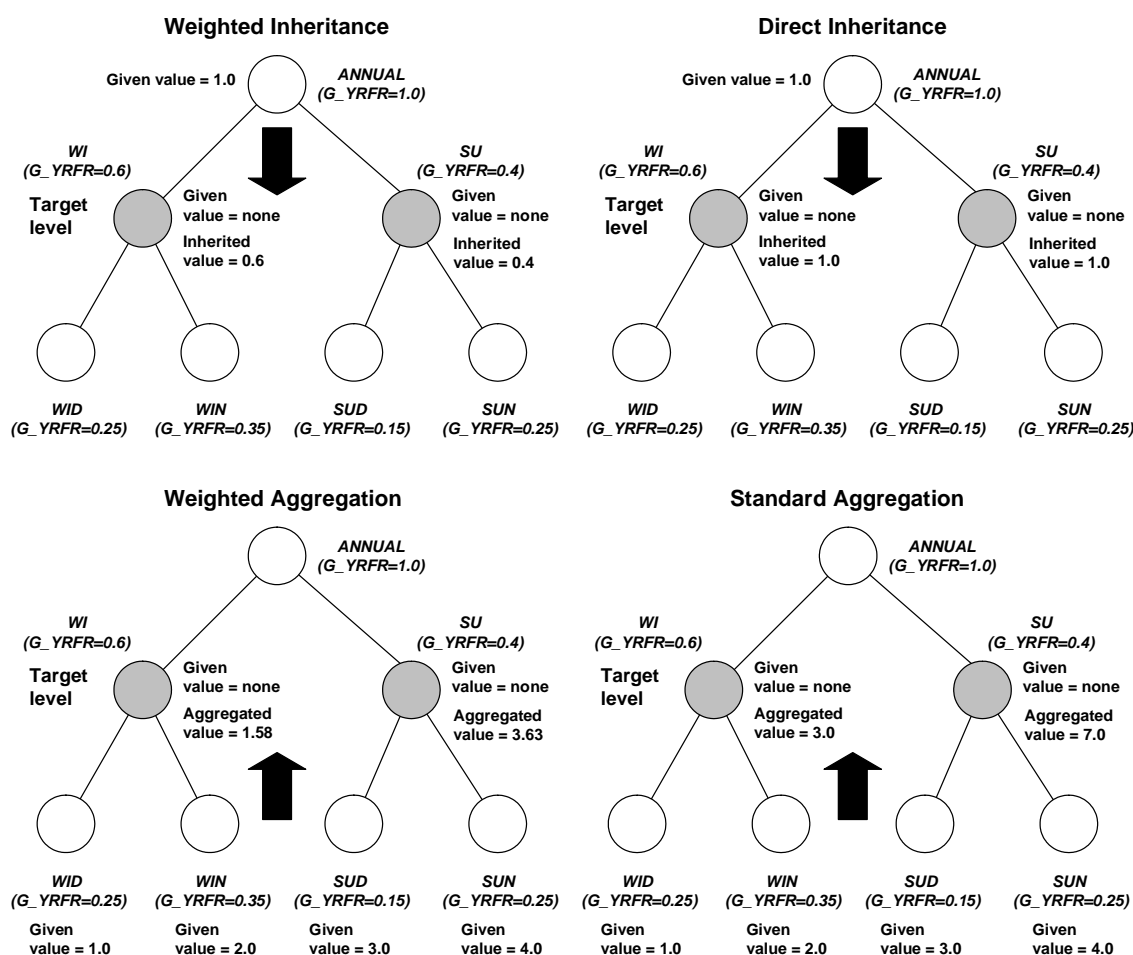 Weighted Inheritance
Given value = 1.0
ANNUAL
(G_YRFR=1.0)
WI
(G_YRFR=0.6)
SU
(G_YRFR=0.4)
Target
level
Given
value = none
Inherited
value = 0.6
Given
value = none
Inherited
value = 0.4
WID
(G_YRFR=0.25)
WIN
(G_YRFR=0.35)
SUD
(G_YRFR=0.15)
SUN
(G_YRFR=0.25)
Direct Inheritance
Given value = 1.0
ANNUAL
(G_YRFR=1.0)
WI
(G_YRFR=0.6)
SU
(G_YRFR=0.4)
Target
level
Given
value = none
Inherited
value = 1.0
Given
value = none
Inherited
value = 1.0
WID
(G_YRFR=0.25)
WIN
(G_YRFR=0.35)
SUD
(G_YRFR=0.15)
SUN
(G_YRFR=0.25)
Weighted Aggregation
ANNUAL
(G_YRFR=1.0)
WI
(G_YRFR=0.6)
SU
(G_YRFR=0.4)
Target
level
Given
value = none
Aggregated
value = 1.58
Given
value = none
Aggregated
value = 3.63
WID
(G_YRFR=0.25)
WIN
(G_YRFR=0.35)
SUD
(G_YRFR=0.15)
SUN
(G_YRFR=0.25)
Given
value = 1.0
Given
value = 2.0
Given
value = 3.0
Given
value = 4.0
Standard Aggregation
ANNUAL
(G_YRFR=1.0)
WI
(G_YRFR=0.6)
SU
(G_YRFR=0.4)
Target
level
Given
value = none
Aggregated
value = 3.0
Given
value = none
Aggregated
value = 7.0
WID
(G_YRFR=0.25)
WIN
(G_YRFR=0.35)
SUD
(G_YRFR=0.15)
SUN
(G_YRFR=0.25)
Given
value = 1.0
Given
value = 2.0
Given
value = 3.0
Given
value = 4.0